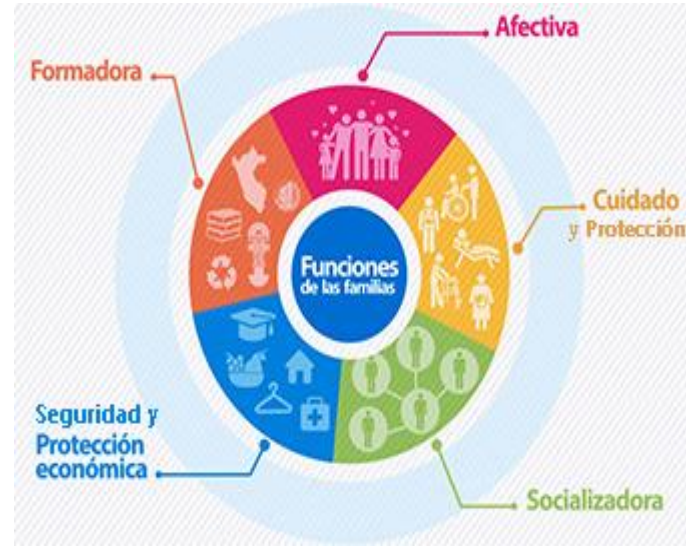 Afectiva
Formadora
Cuidado
y Protección
Funciones
de las familias
Seguridad y
Protección
económica
Socializadora